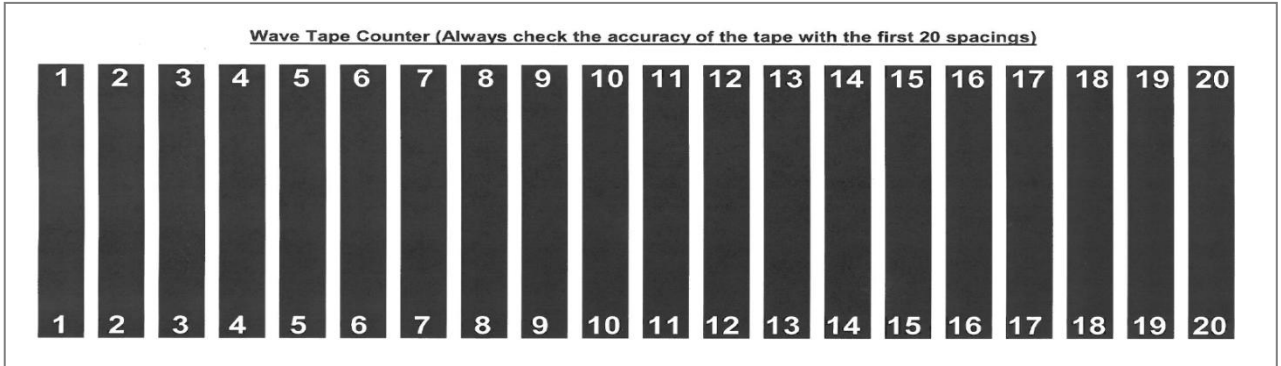 Wave Tape Counter (Always check the accuracy of the tape with the first 20 spacings)
1 2 3 4 5 6 7 8 9 10 11 12 13 14 15 16 17 18 19 20
1 2 3 4 5 6 7 8 9 10 11 12 13 14 15 16 17 18 19 20